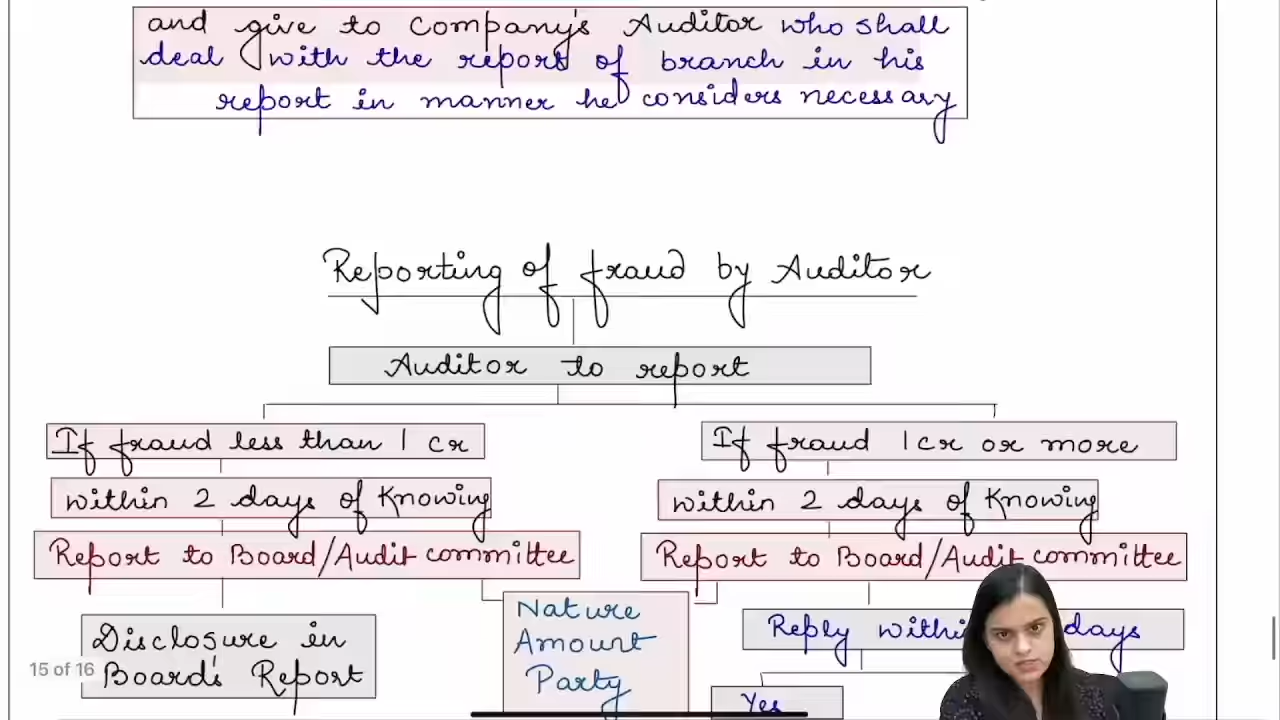 and give to Company's Auditor who shall
deal with the report of branch in his
report in manner he considers necessary
Reporting of fraud by Auditor
Auditor to report
If fraud less than 1 cr
If fraud 1 cr or more
within 2 days of Knowing
within 2 days of Knowing
Report to Board/Audit committee
Report to Board/Audit committee
Nature
Amount
Party
Disclosure in
Board's Report
Reply days
Yes
15 of 16